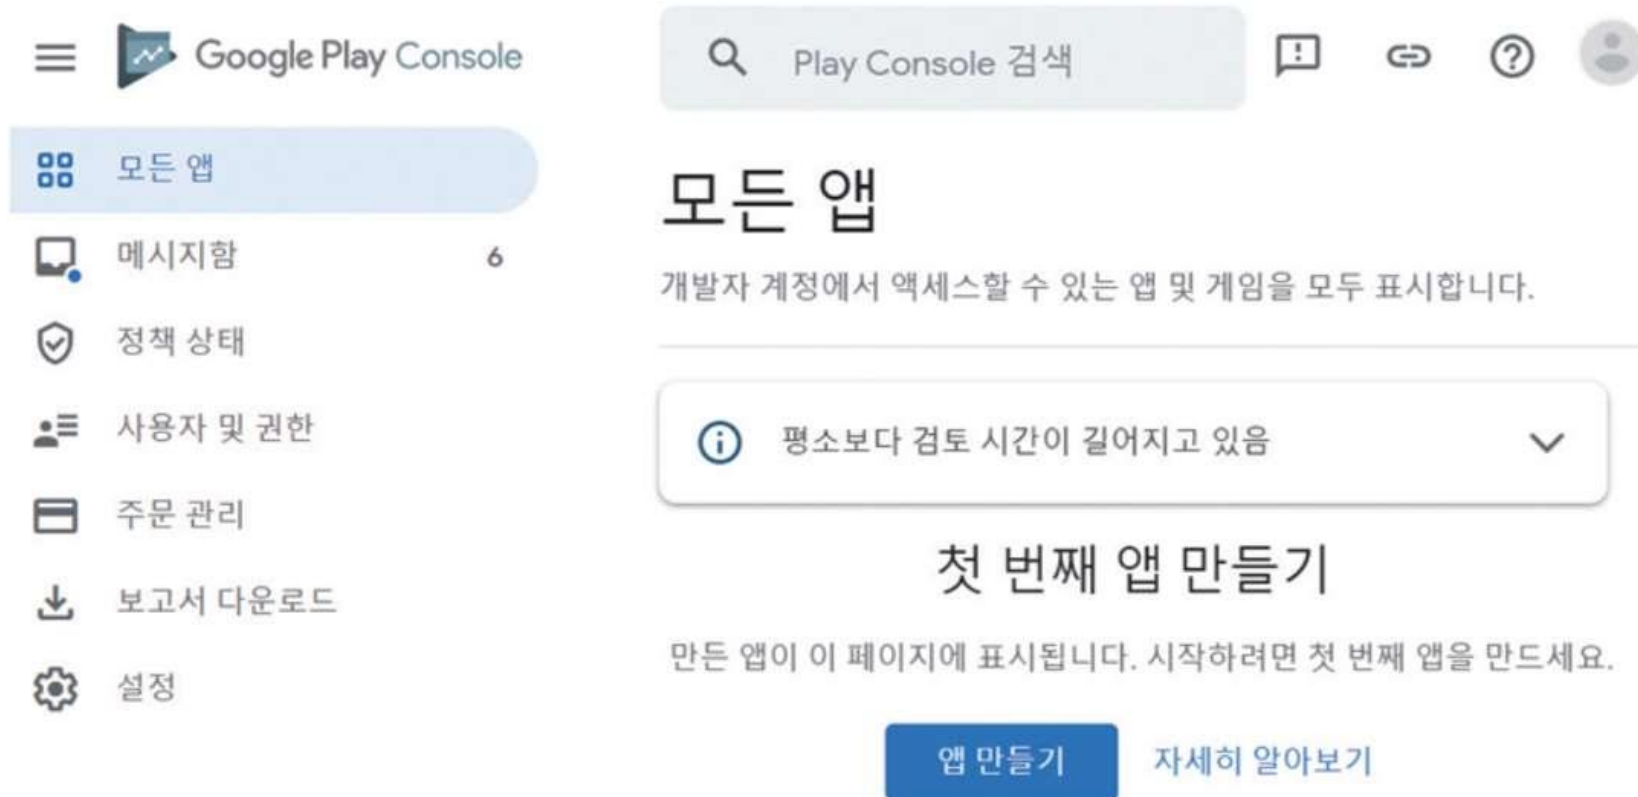 Google Play Console
Play Console 검색
모든 앱
메시지함 6
정책 상태
사용자 및 권한
주문 관리
보고서 다운로드
설정
모든 앱
개발자 계정에서 액세스할 수 있는 앱 및 게임을 모두 표시합니다.
평소보다 검토 시간이 길어지고 있음
첫 번째 앱 만들기
만든 앱이 이 페이지에 표시됩니다. 시작하려면 첫 번째 앱을 만드세요.
앱 만들기 자세히 알아보기